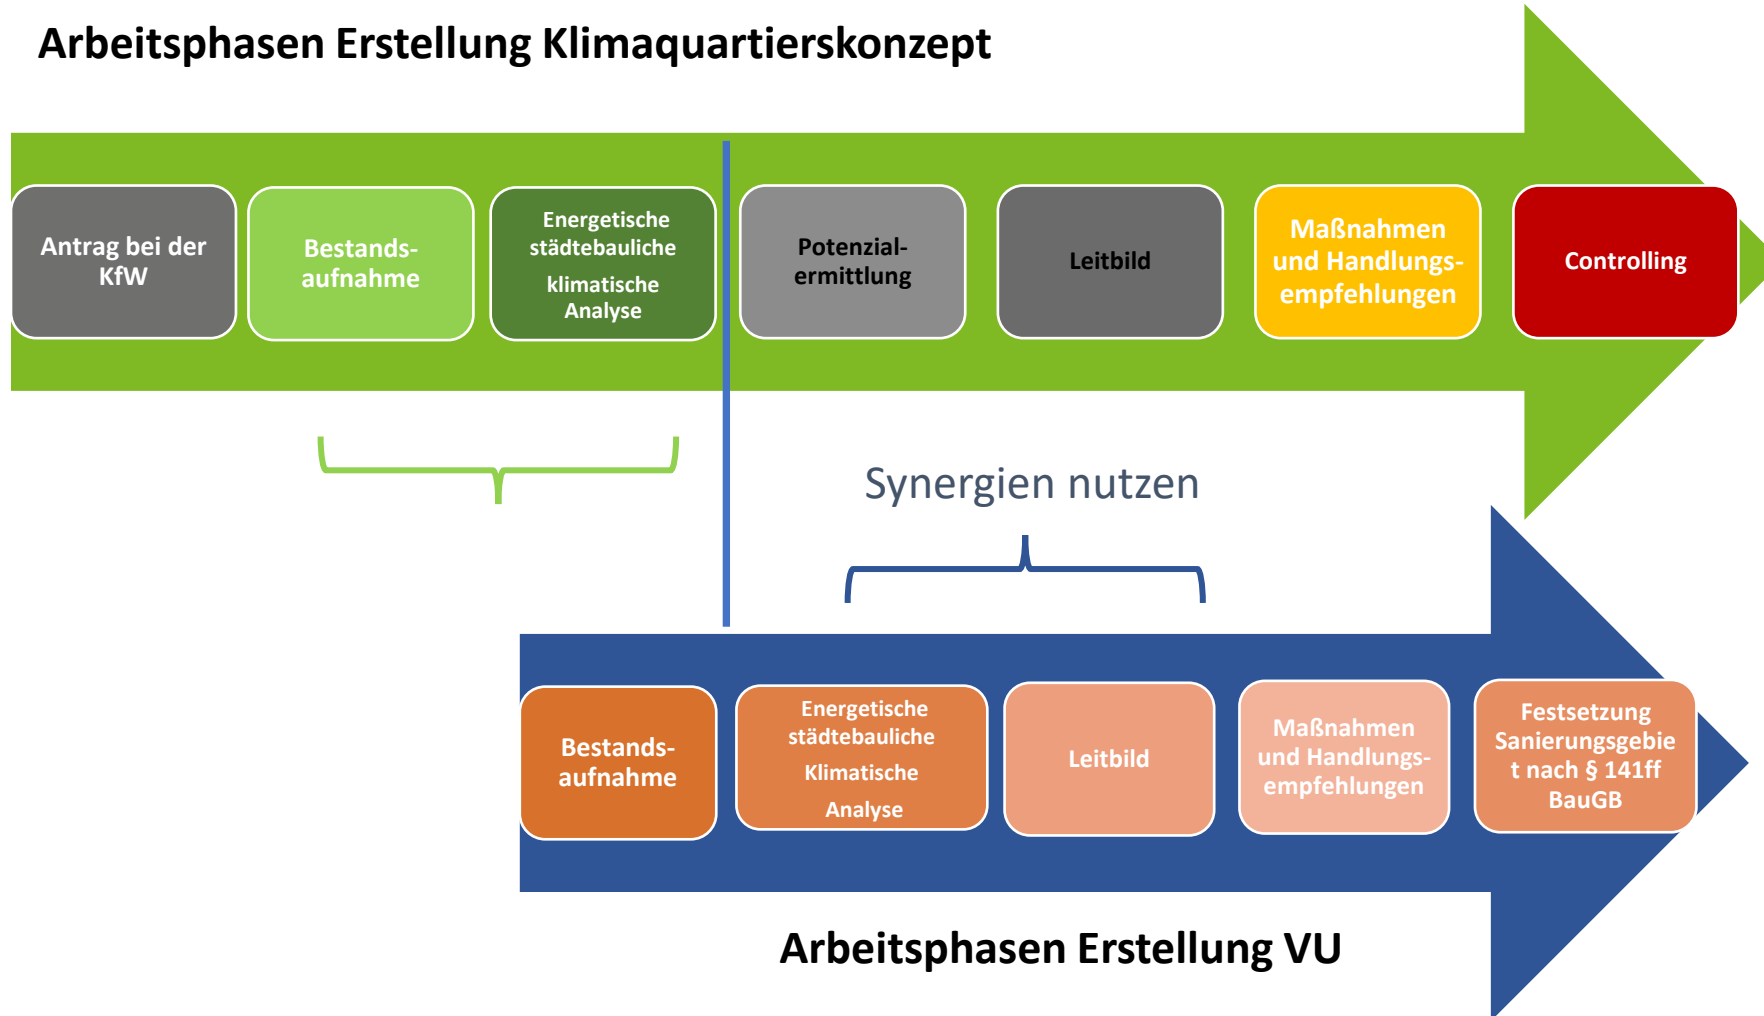 Arbeitsphasen Erstellung Klimaquartierskonzept
Antrag bei der
KfW
Bestands-
aufnahme
Energetische
städtebauliche
klimatische
Analyse
Potenzial-
ermittlung
Leitbild
Maßnahmen
und Handlungs-
empfehlungen
Controlling
Synergien nutzen
Bestands-
aufnahme
Energetische
städtebauliche
Klimatische
Analyse
Leitbild
Maßnahmen
und Handlungs-
empfehlungen
Festsetzung
Sanierungsgebie
t nach § 141ff
BauGB
Arbeitsphasen Erstellung VU